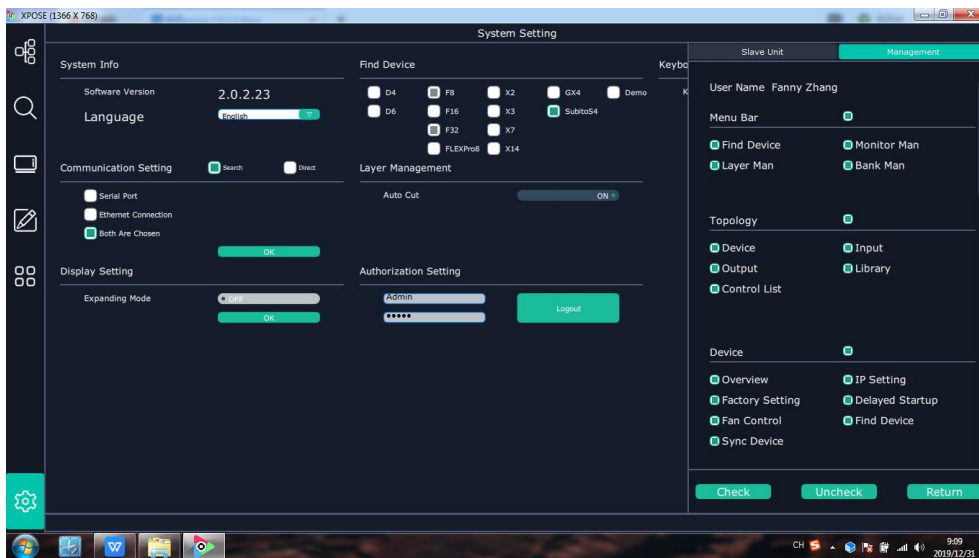 XPOSE (1366 X 768)
System Setting
System Info
Software Version 2.0.2.23
Language English
Communication Setting Search Direct
Serial Port
Ethernet Connection
Both Are Chosen
OK
Display Setting
Expanding Mode OFF
OK
Find Device
D4 F8 X2 GX4 Demo
D6 F16 X3 SubitoS4
F32 X7
FLEXPro8 X14
Layer Management
Auto Cut ON
Authorization Setting
Admin
•••••
Logout
Keybo
K
Slave Unit Management
User Name Fanny Zhang
Menu Bar
Find Device Monitor Man
Layer Man Bank Man
Topology
Device Input
Output Library
Control List
Device
Overview IP Setting
Factory Setting Delayed Startup
Fan Control Find Device
Sync Device
Check Uncheck Return
CH
9:09
2019/12/31